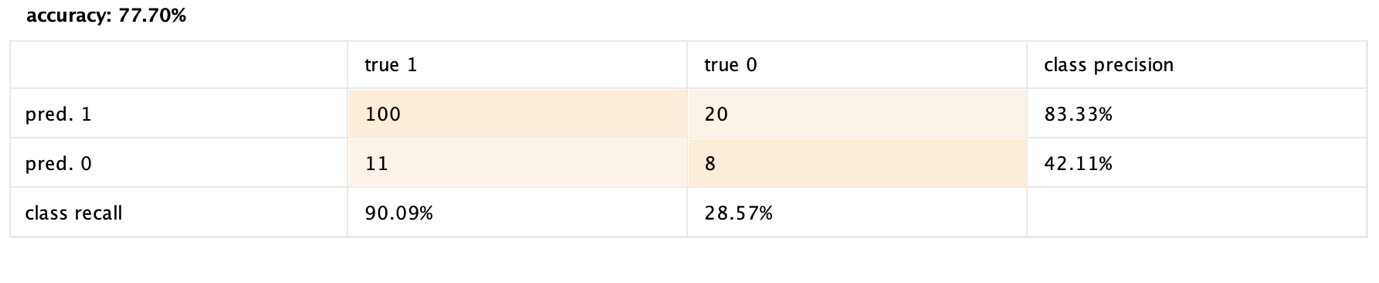 accuracy: 77.70%
true 1 true 0 class precision
pred. 1 100 20 83.33%
pred. 0 11 8 42.11%
class recall 90.09% 28.57%